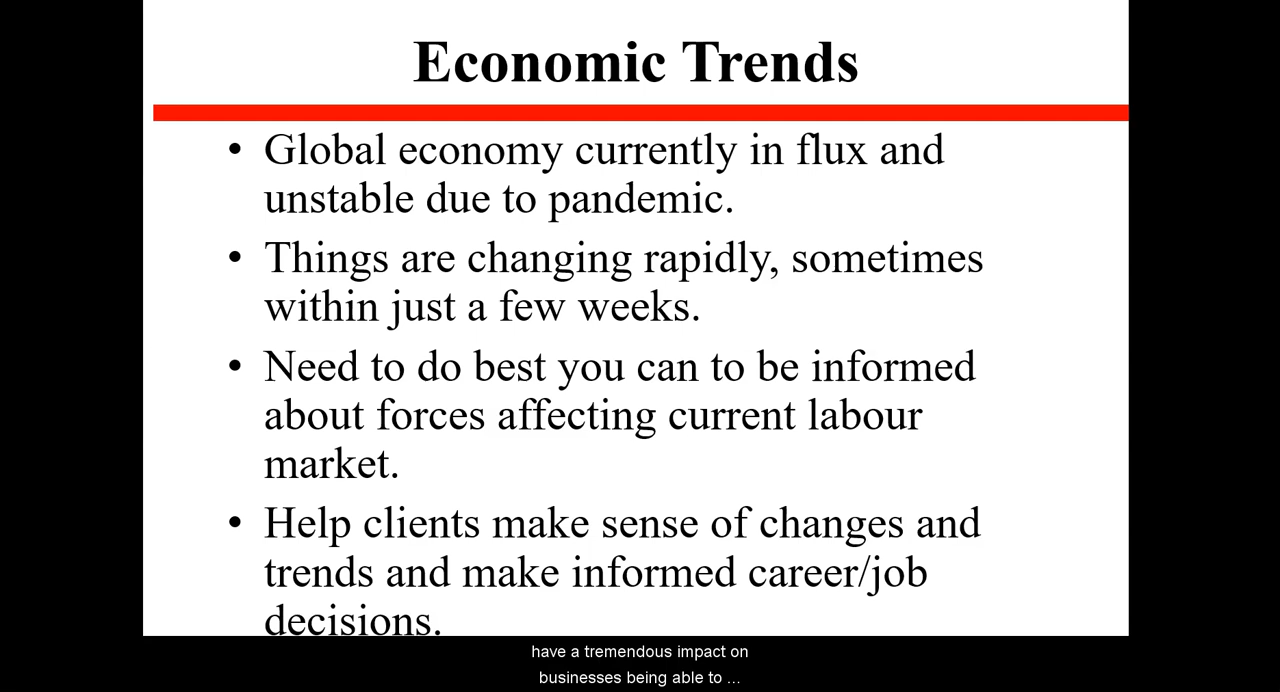 Economic Trends
• Global economy currently in flux and
unstable due to pandemic.
• Things are changing rapidly, sometimes
within just a few weeks.
• Need to do best you can to be informed
about forces affecting current labour
market.
• Help clients make sense of changes and
trends and make informed career/job
decisions.
have a tremendous impact on
businesses being able to ...